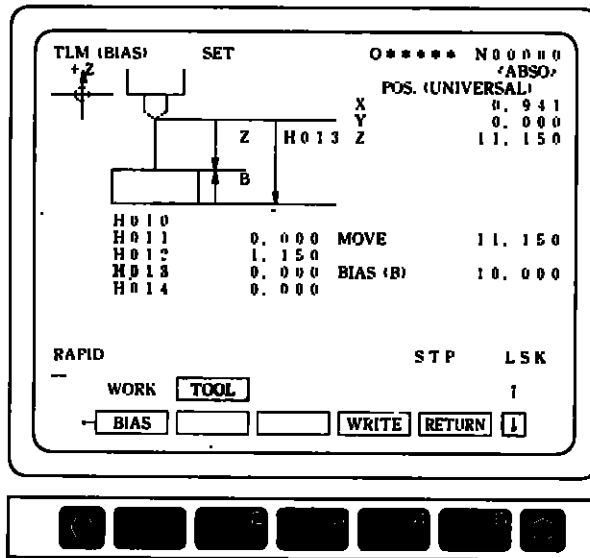 TLM (BIAS) SET O***** N00000
+Z <ABSO>
POS. (UNIVERSAL)
X 0.941
Y 0.000
Z H013 Z 11.150
B
H010
H011 0.000 MOVE 11.150
H012 1.150
H013 0.000 BIAS (B) 10.000
H014 0.000
RAPID STP LSK
WORK TOOL ↑
BIAS WRITE RETURN ↓